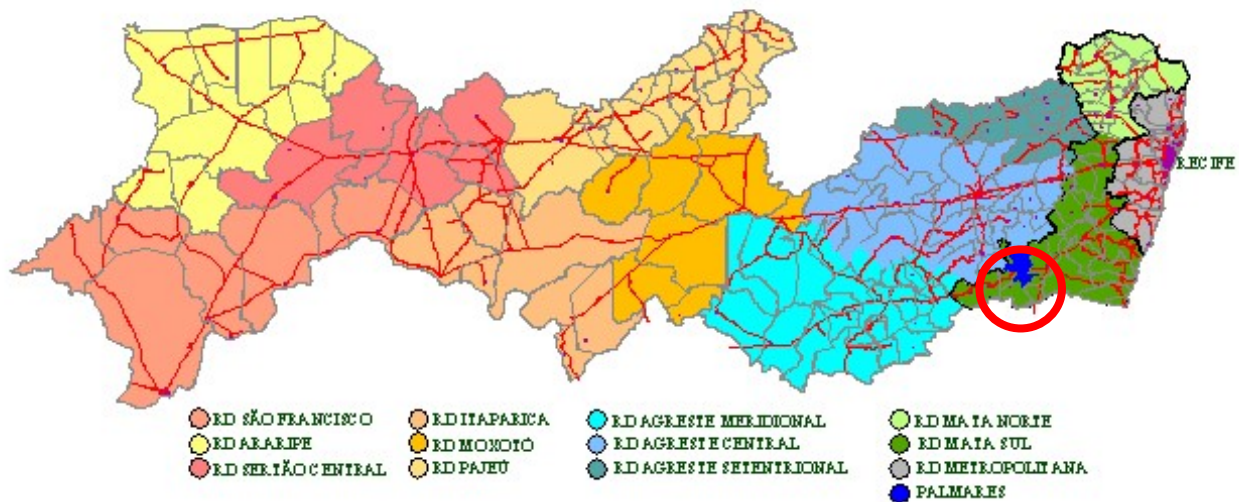 RECIFE
RD SÃO FRANCISCO
RD ARARIPE
RD SERTÃO CENTRAL
RD ITAPARICA
RD MOXOTÓ
RD PAJEÚ
RD AGRESTE MERIDIONAL
RD AGRESTE CENTRAL
RD AGRESTE SETENTRIONAL
RD MATA NORTE
RD MATA SUL
RD METROPOLITANA
PALMARES